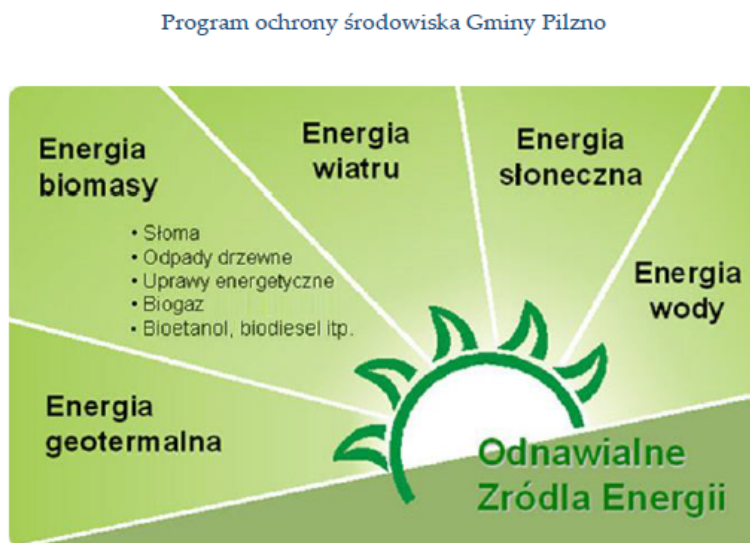 Program ochrony środowiska Gminy Pilzno
Energia
biomasy
• Słoma
• Odpady drzewne
• Uprawy energetyczne
• Biogaz
• Bioetanol, biodiesel itp.
Energia
wiatru
Energia
słoneczna
Energia
wody
Energia
geotermalna
Odnawialne
Zródla Energii